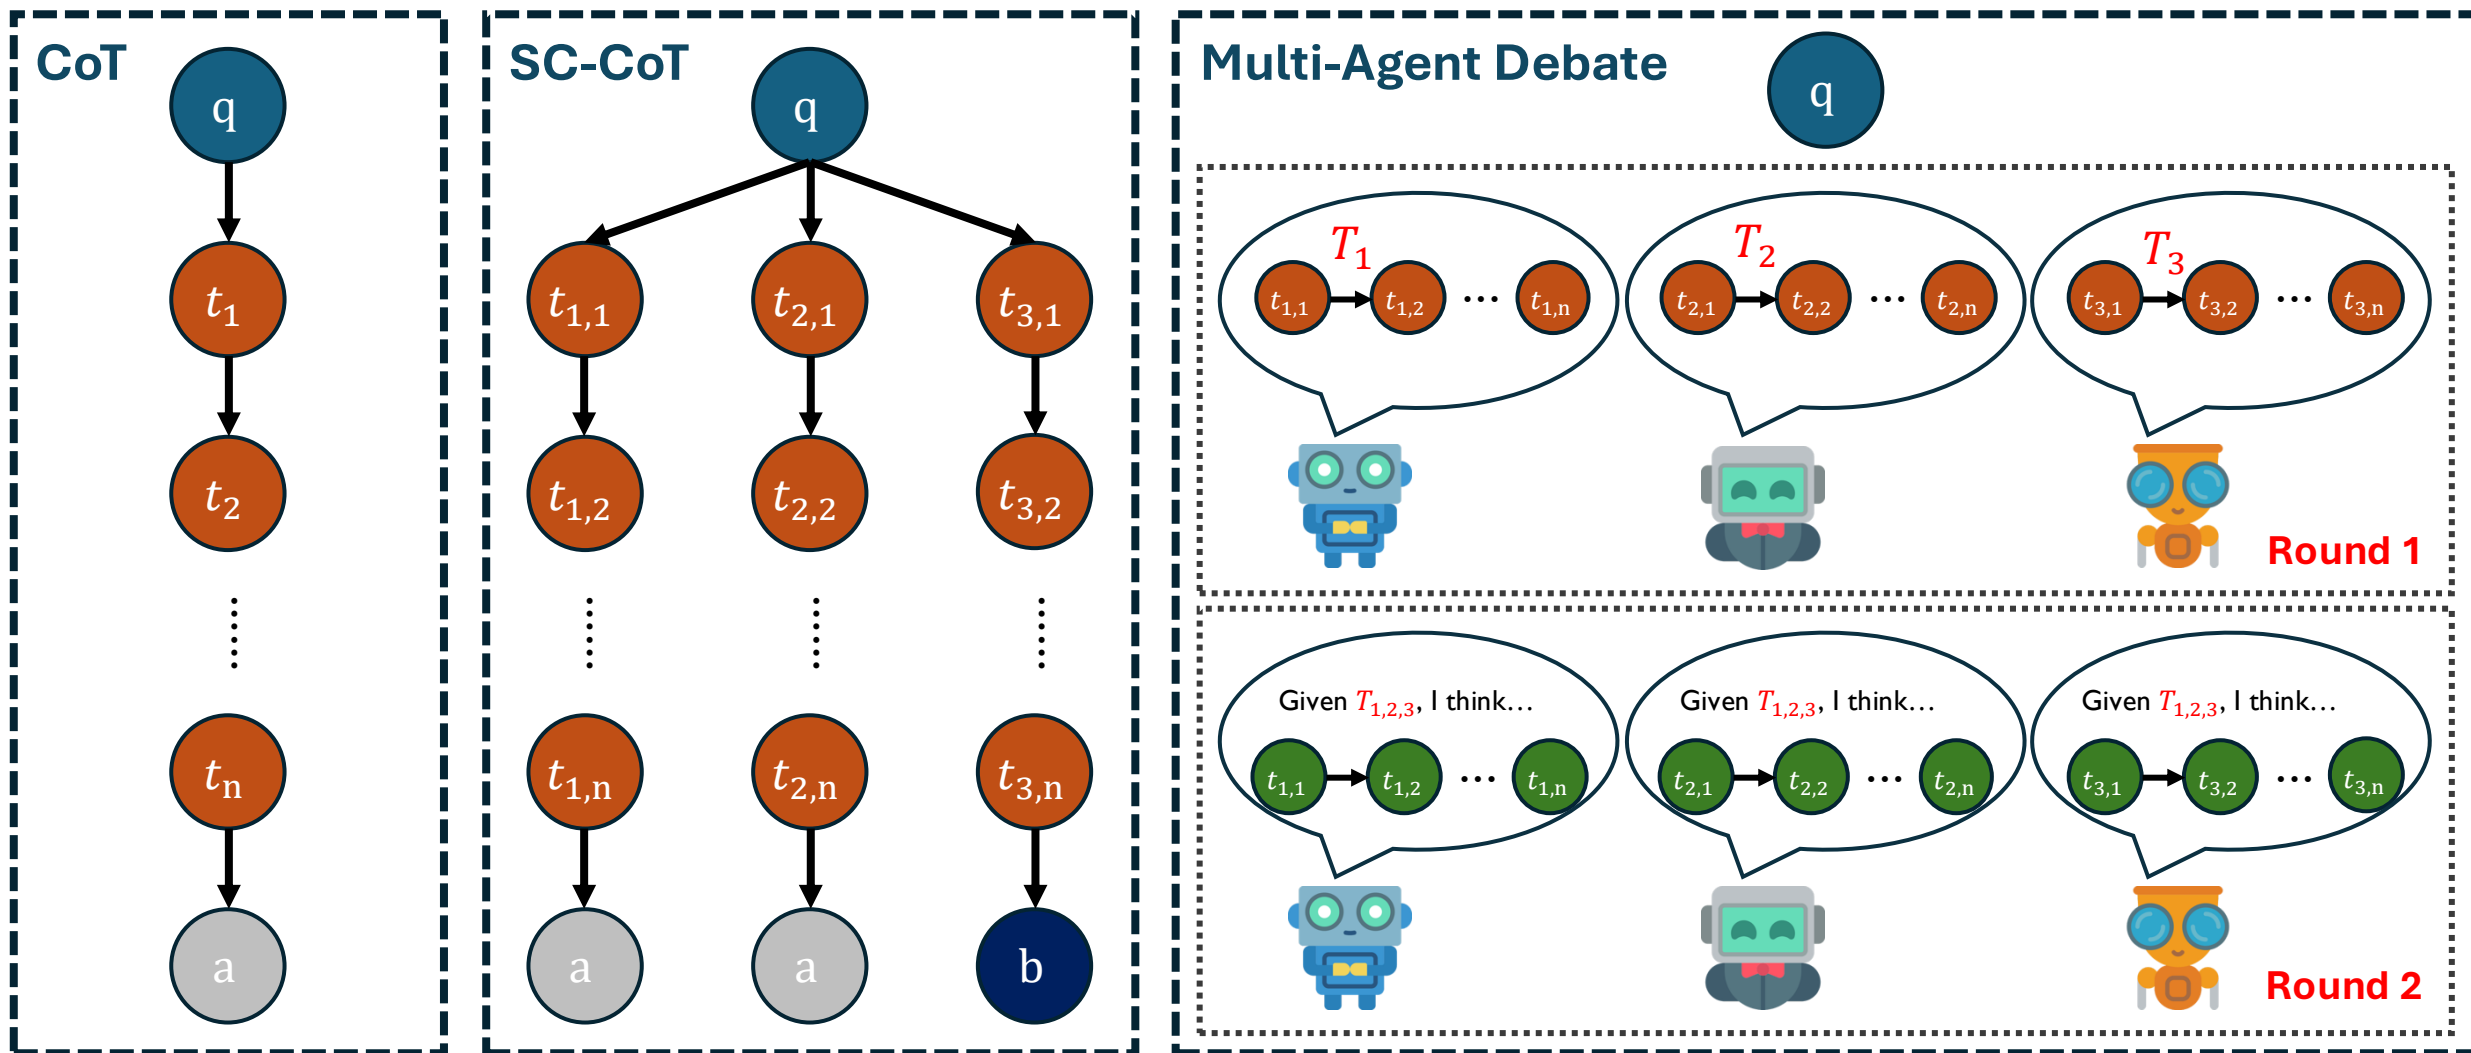 CoT
q
t1
t2
......
tn
a
SC-CoT
q
t1,1 t2,1 t3,1
t1,2 t2,2 t3,2
...... ...... ......
t1,n t2,n t3,n
a a b
Multi-Agent Debate
q
T1
t1,1 t1,2 ... t1,n
T2
t2,1 t2,2 ... t2,n
T3
t3,1 t3,2 ... t3,n
Round 1
Given T1,2,3, I think...
t1,1 t1,2 ... t1,n
Given T1,2,3, I think...
t2,1 t2,2 ... t2,n
Given T1,2,3, I think...
t3,1 t3,2 ... t3,n
Round 2